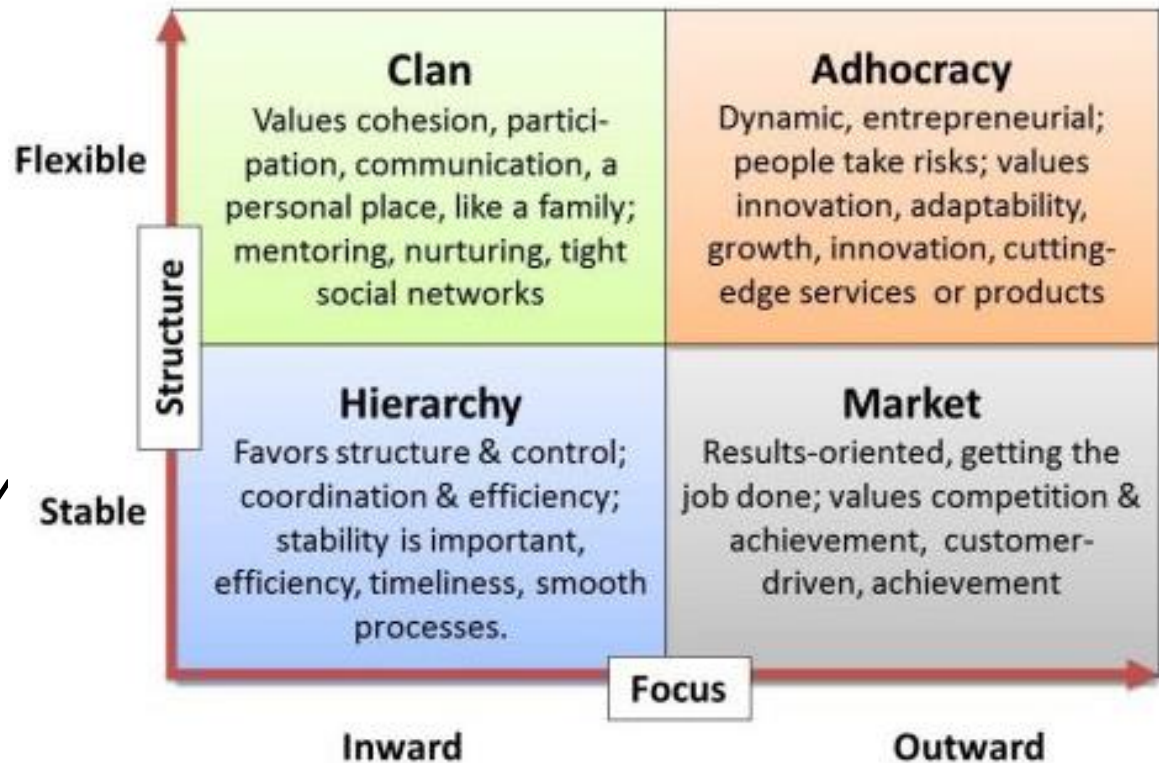 Clan
Values cohesion, partici-
pation, communication, a
personal place, like a family;
mentoring, nurturing, tight
social networks
Adhocracy
Dynamic, entrepreneurial;
people take risks; values
innovation, adaptability,
growth, innovation, cutting-
edge services or products
Flexible
Structure
Stable
Hierarchy
Favors structure & control;
coordination & efficiency;
stability is important,
efficiency, timeliness, smooth
processes.
Market
Results-oriented, getting the
job done; values competition &
achievement, customer-
driven, achievement
Focus
Inward
Outward